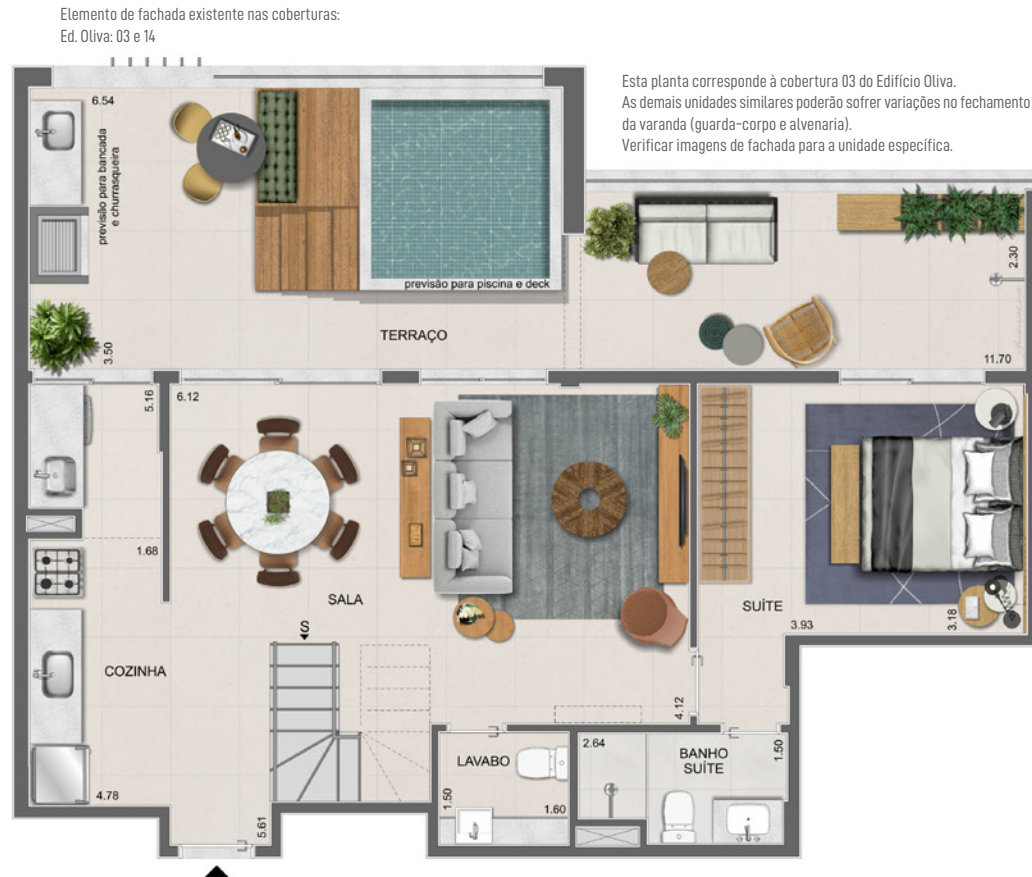 Elemento de fachada existente nas coberturas:
Ed. Oliva: 03 e 14
Esta planta corresponde à cobertura 03 do Edifício Oliva.
As demais unidades similares poderão sofrer variações no fechamento
da varanda (guarda-corpo e alvenaria).
Verificar imagens de fachada para a unidade específica.
6.54
previsão para bancada
e churrasqueira
previsão para piscina e deck
2.30
TERRAÇO
3.50
11.70
5.16
6.12
1.68
SALA
SUÍTE
3.93
3.18
S
COZINHA
4.12
LAVABO
2.64
BANHO
SUÍTE
1.50
1.50
1.60
4.78
5.61